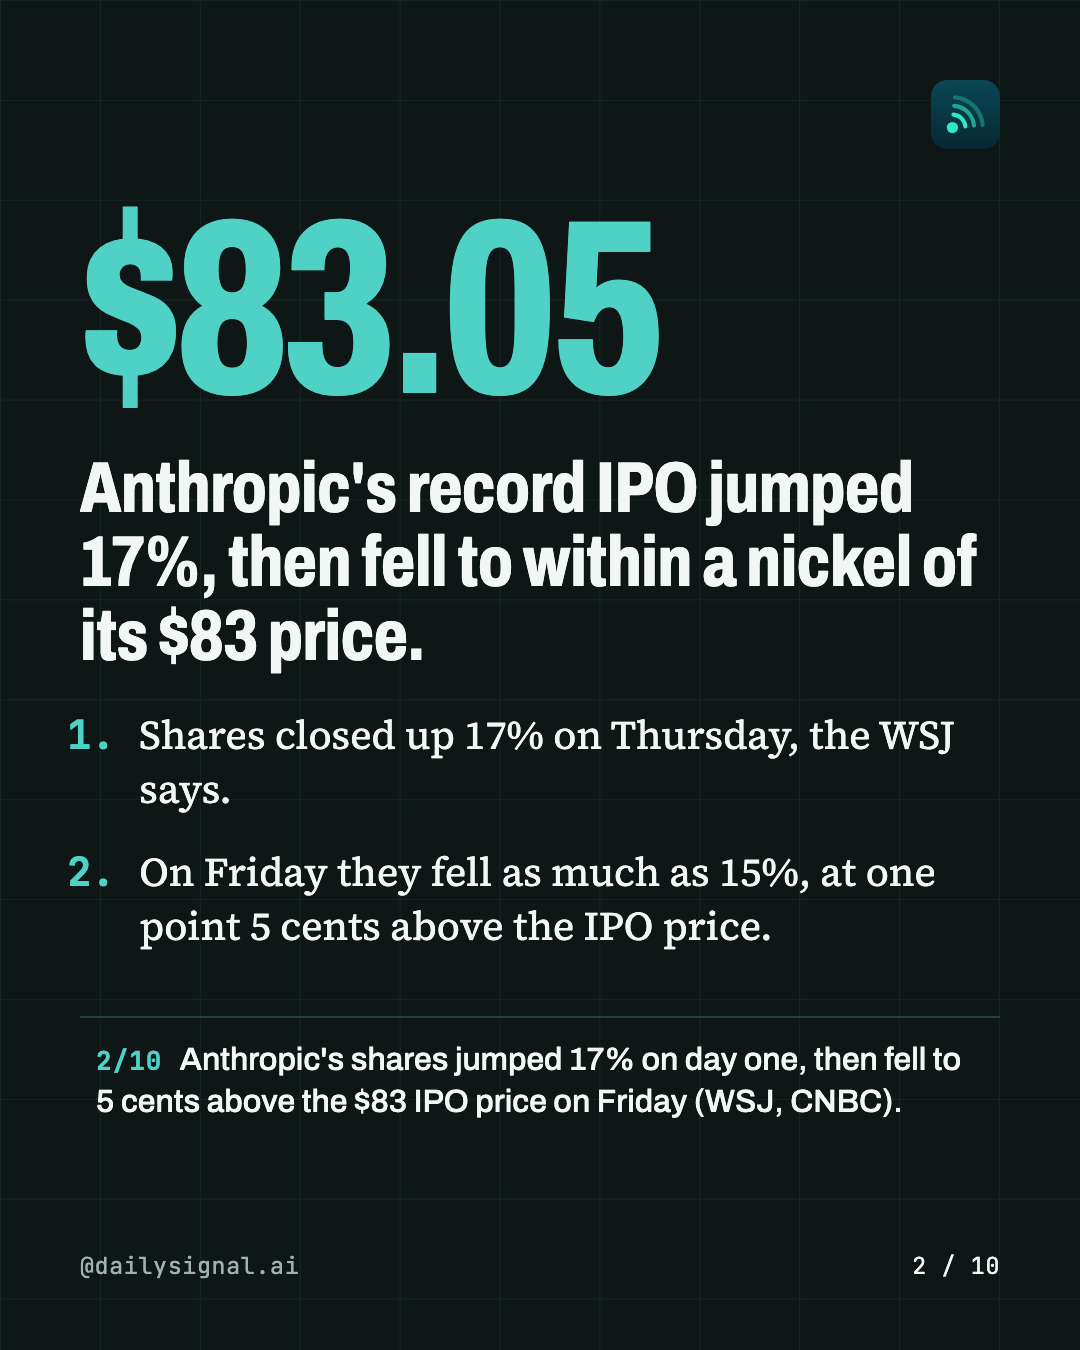 $83.05
Anthropic's record IPO jumped
17%, then fell to within a nickel of
its $83 price.
1. Shares closed up 17% on Thursday, the WSJ
says.
2. On Friday they fell as much as 15%, at one
point 5 cents above the IPO price.
2/10 Anthropic's shares jumped 17% on day one, then fell to
5 cents above the $83 IPO price on Friday (WSJ, CNBC).
@dailysignal.ai
2 / 10